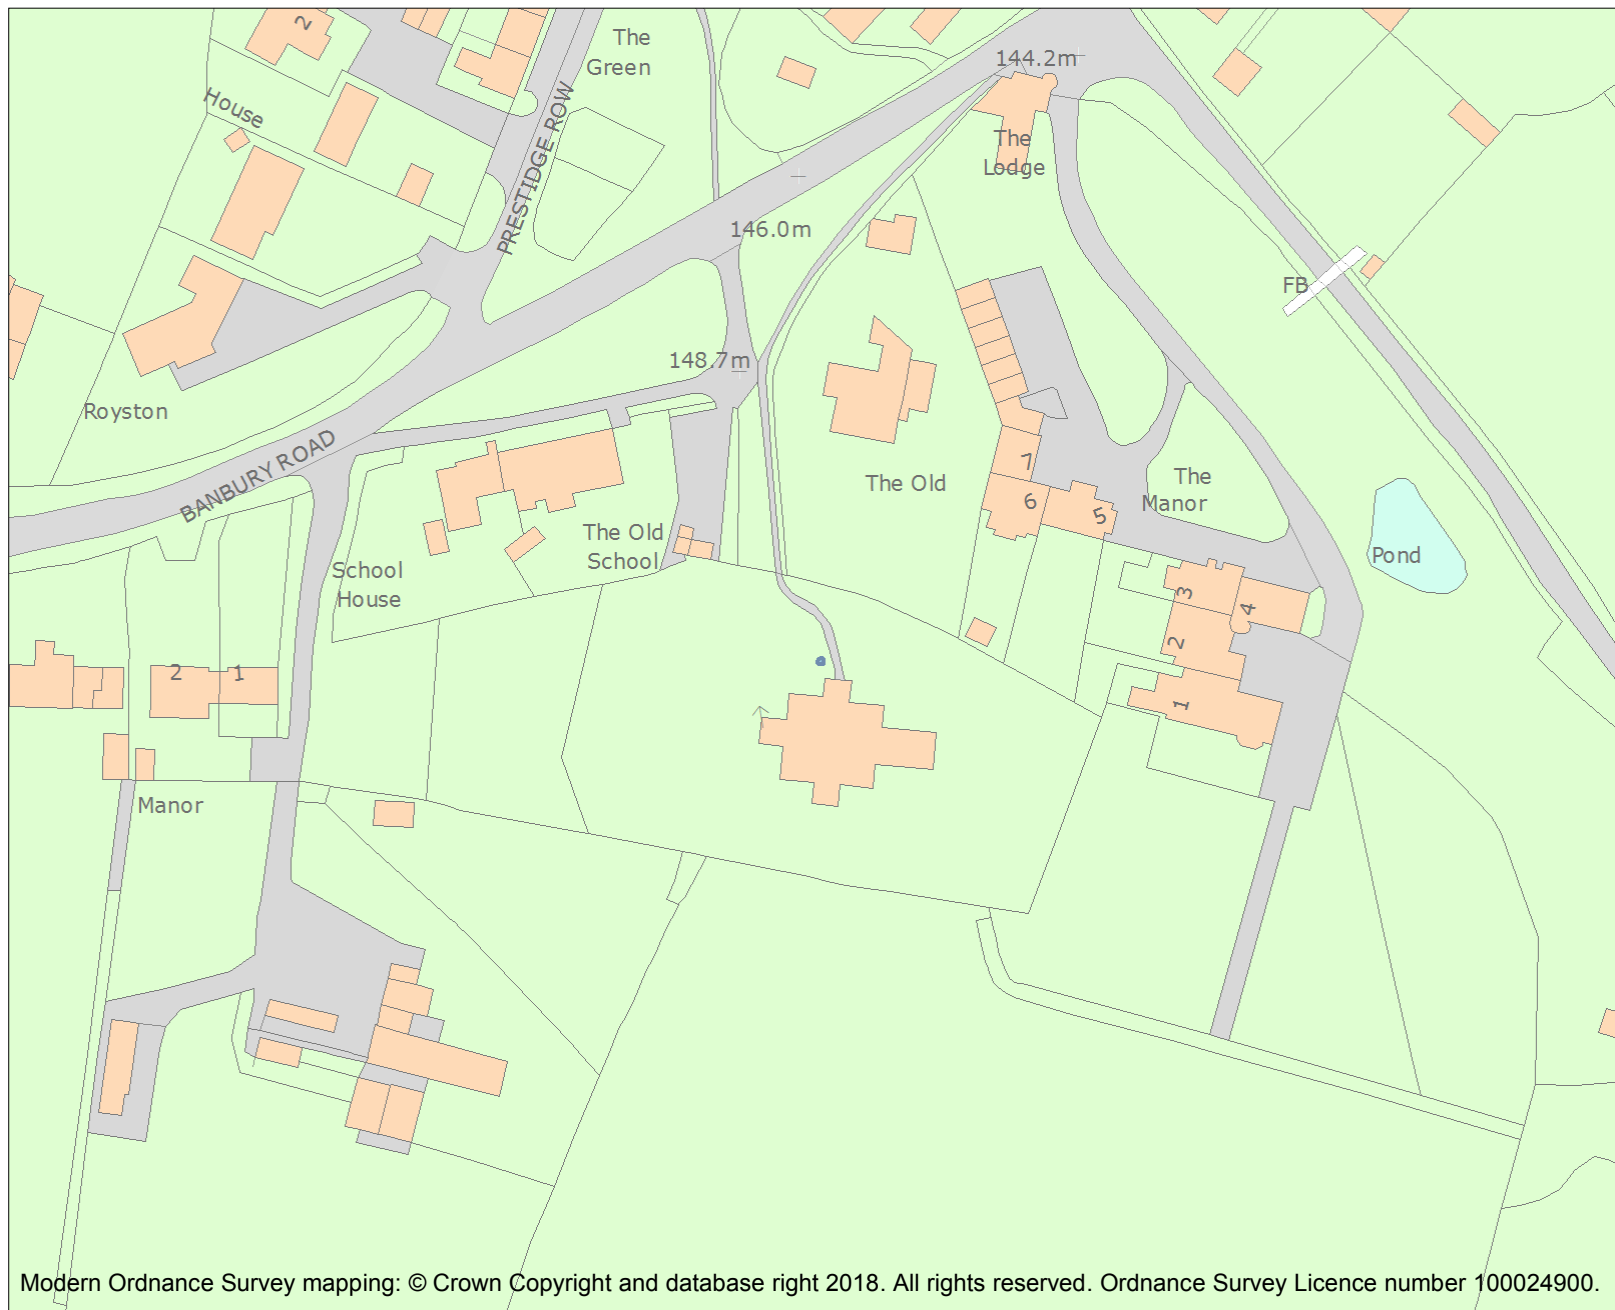 2
The
Green
144.2m
House
PRESTIDGE ROW
The
Lodge
146.0m
FB
148.7m
Royston
BANBURY ROAD
7
The Old
The
Manor
6
5
The Old
School
Pond
School
House
3
4
2
2
1
1
Manor
Modern Ordnance Survey mapping: © Crown Copyright and database right 2018. All rights reserved. Ordnance Survey Licence number 100024900.